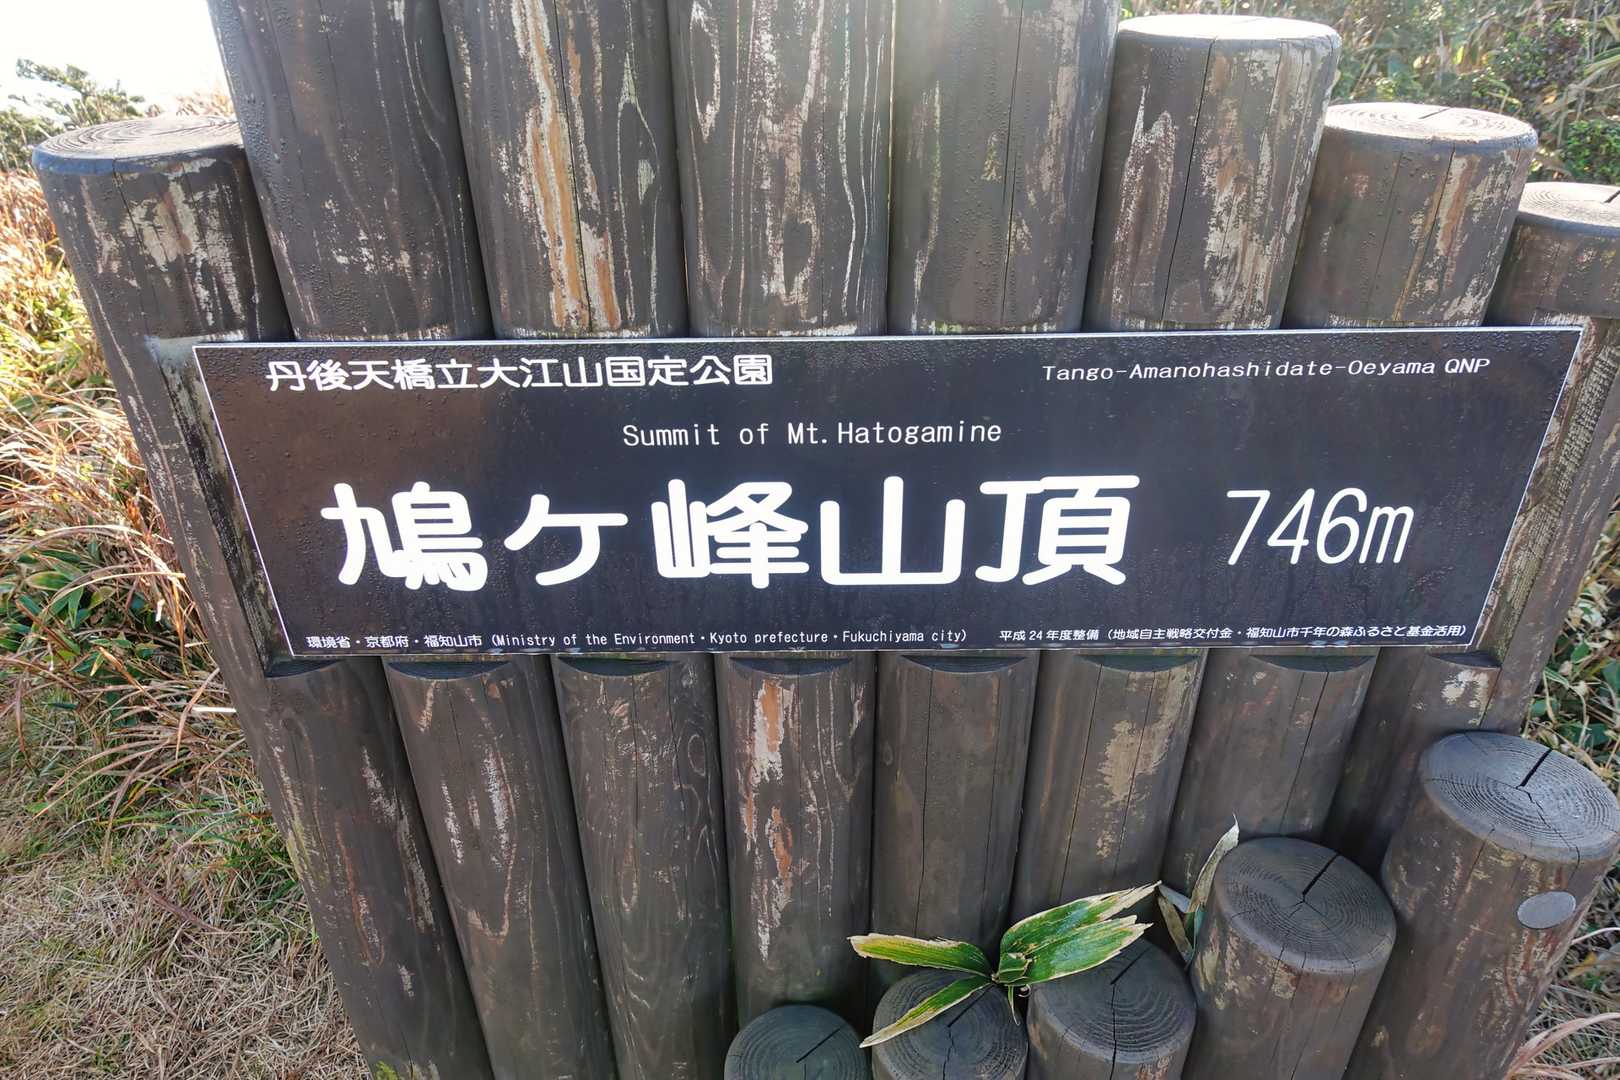 丹後天橋立大江山国定公園 Tango-Amanohashidate-Oeyama QNP
Summit of Mt.Hatogamine
鳩ケ峰山頂 746m
環境省・京都府・福知山市 (Ministry of the Environment・Kyoto prefecture・Fukuchiyama city) 平成24年度整備（地域自主戦略交付金・福知山市千年の森ふるさと基金活用）